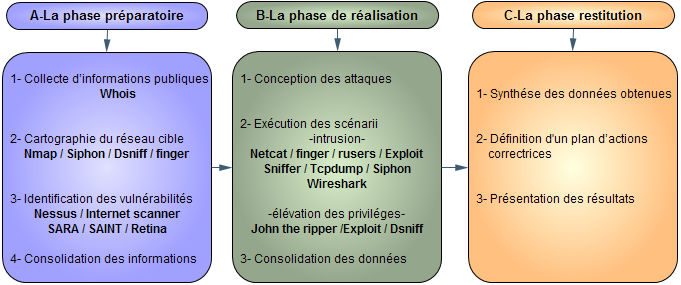 A-La phase préparatoire
1- Collecte d'informations publiques
Whois
2- Cartographie du réseau cible
Nmap / Siphon / Dsniff / finger
3- Identification des vulnérabilités
Nessus / Internet scanner
SARA / SAINT / Retina
4- Consolidation des informations
B-La phase de réalisation
1- Conception des attaques
2- Exécution des scénarii
-intrusion-
Netcat / finger / rusers / Exploit
Sniffer / Tcpdump / Siphon
Wireshark
-élévation des priviléges-
John the ripper /Exploit / Dsniff
3- Consolidation des données
C-La phase restitution
1- Synthése des données obtenues
2- Définition d'un plan d'actions
correctrices
3- Présentation des résultats